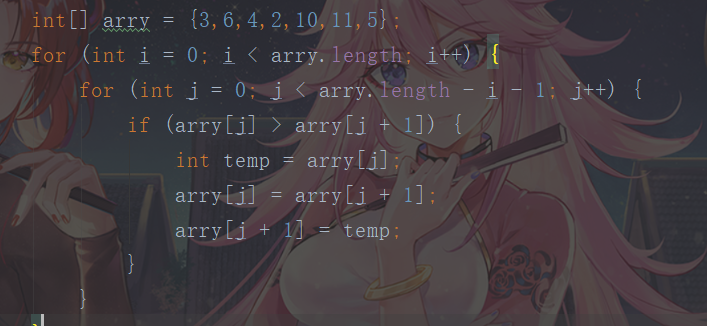 int[] arry = {3,6,4,2,10,11,5};
for (int i = 0; i < arry.length; i++) {
    for (int j = 0; j < arry.length - i - 1; j++) {
        if (arry[j] > arry[j + 1]) {
            int temp = arry[j];
            arry[j] = arry[j + 1];
            arry[j + 1] = temp;
        }
    }
}